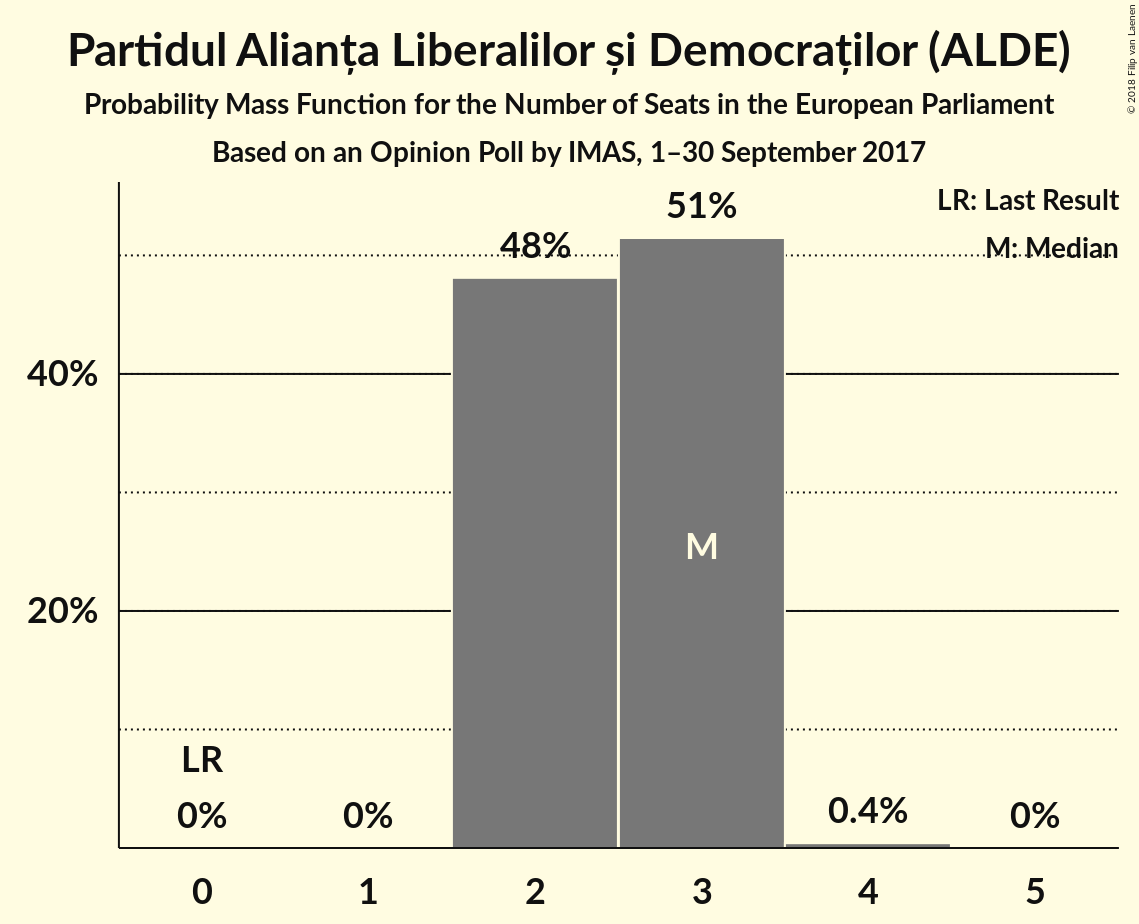 Partidul Alianța Liberalilor și Democraților (ALDE)
Probability Mass Function for the Number of Seats in the European Parliament
Based on an Opinion Poll by IMAS, 1–30 September 2017
© 2018 Filip van Laenen
LR: Last Result
M: Median
51%
48%
40%
M
20%
LR
0%
0%
0.4%
0%
0
1
2
3
4
5